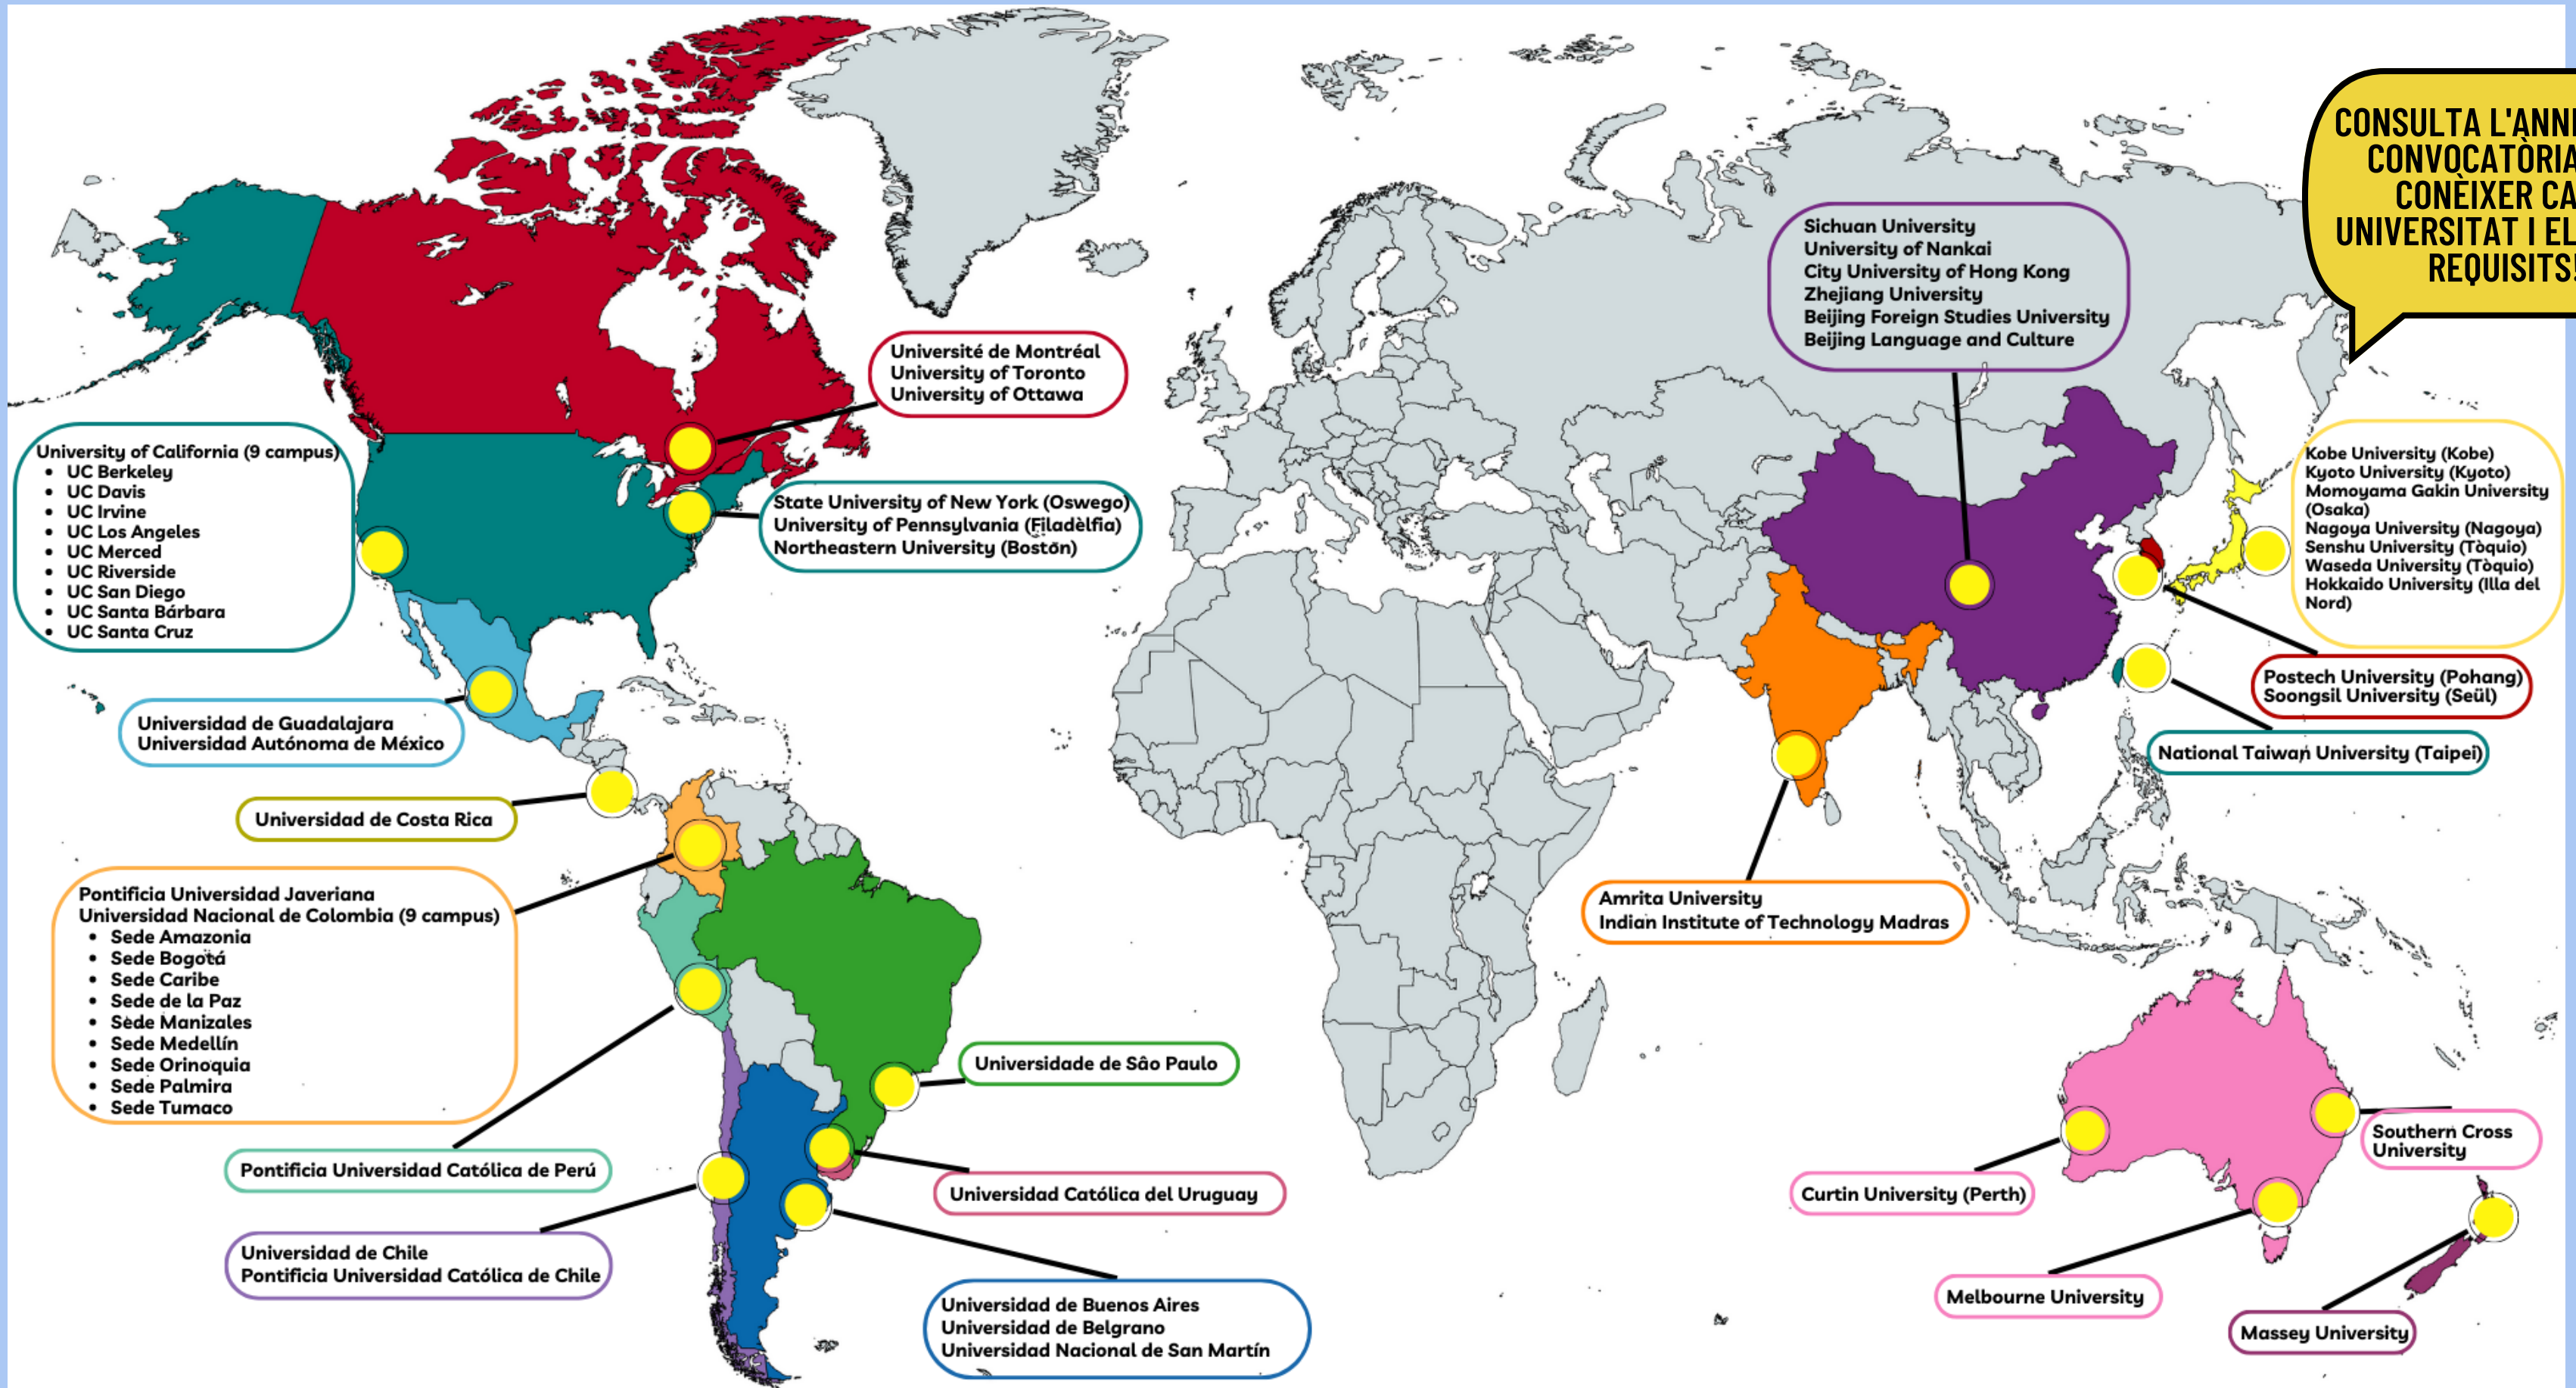 CONSULTA L'ANN
CONVOCATÒRIA
CONÈIXER CA
UNIVERSITAT I EL
REQUISITS!
Sichuan University
University of Nankai
City University of Hong Kong
Zhejiang University
Beijing Foreign Studies University
Beijing Language and Culture
Université de Montréal
University of Toronto
University of Ottawa
University of California (9 campus)
• UC Berkeley
• UC Davis
• UC Irvine
• UC Los Angeles
• UC Merced
• UC Riverside
• UC San Diego
• UC Santa Bárbara
• UC Santa Cruz
State University of New York (Oswego)
University of Pennsylvania (Filadèlfia)
Northeastern University (Boston)
Kobe University (Kobe)
Kyoto University (Kyoto)
Momoyama Gakin University
(Osaka)
Nagoya University (Nagoya)
Senshu University (Tòquio)
Waseda University (Tòquio)
Hokkaido University (Illa del
Nord)
Postech University (Pohang)
Soongsil University (Seül)
National Taiwan University (Taipei)
Universidad de Guadalajara
Universidad Autónoma de México
Universidad de Costa Rica
Pontificia Universidad Javeriana
Universidad Nacional de Colombia (9 campus)
• Sede Amazonia
• Sede Bogotá
• Sede Caribe
• Sede de la Paz
• Sede Manizales
• Sede Medellín
• Sede Orinoquia
• Sede Palmira
• Sede Tumaco
Amrita University
Indian Institute of Technology Madras
Universidade de Sâo Paulo
Pontificia Universidad Católica de Perú
Universidad Católica del Uruguay
Universidad de Chile
Pontificia Universidad Católica de Chile
Universidad de Buenos Aires
Universidad de Belgrano
Universidad Nacional de San Martín
Southern Cross
University
Curtin University (Perth)
Melbourne University
Massey University